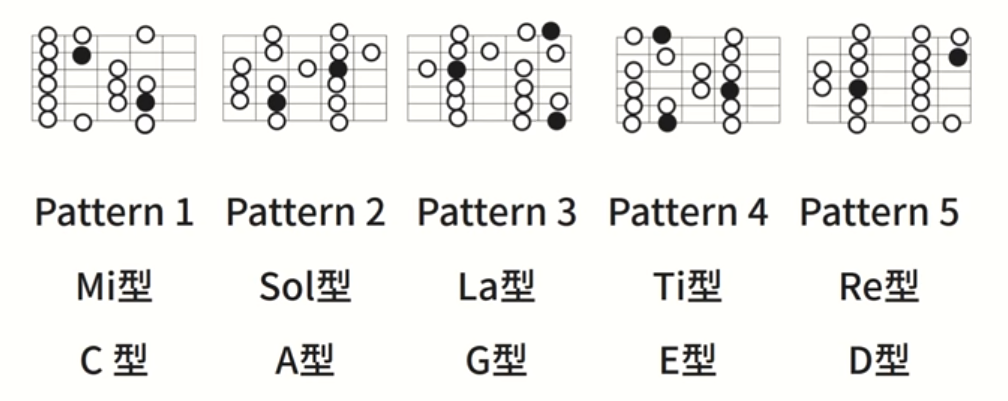 Pattern 1 Pattern 2 Pattern 3 Pattern 4 Pattern 5
Mi型 Sol型 La型 Ti型 Re型
C 型 A型 G型 E型 D型